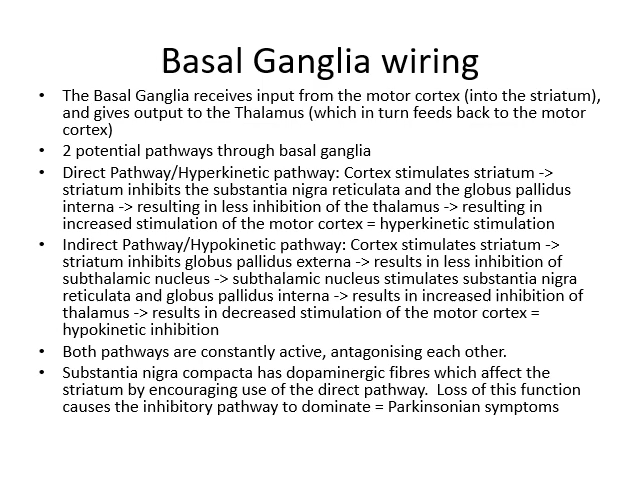 Basal Ganglia wiring
• The Basal Ganglia receives input from the motor cortex (into the striatum),
and gives output to the Thalamus (which in turn feeds back to the motor
cortex)
• 2 potential pathways through basal ganglia
• Direct Pathway/Hyperkinetic pathway: Cortex stimulates striatum ->
striatum inhibits the substantia nigra reticulata and the globus pallidus
interna -> resulting in less inhibition of the thalamus -> resulting in
increased stimulation of the motor cortex = hyperkinetic stimulation
• Indirect Pathway/Hypokinetic pathway: Cortex stimulates striatum ->
striatum inhibits globus pallidus externa -> results in less inhibition of
subthalamic nucleus -> subthalamic nucleus stimulates substantia nigra
reticulata and globus pallidus interna -> results in increased inhibition of
thalamus -> results in decreased stimulation of the motor cortex =
hypokinetic inhibition
• Both pathways are constantly active, antagonising each other.
• Substantia nigra compacta has dopaminergic fibres which affect the
striatum by encouraging use of the direct pathway.  Loss of this function
causes the inhibitory pathway to dominate = Parkinsonian symptoms